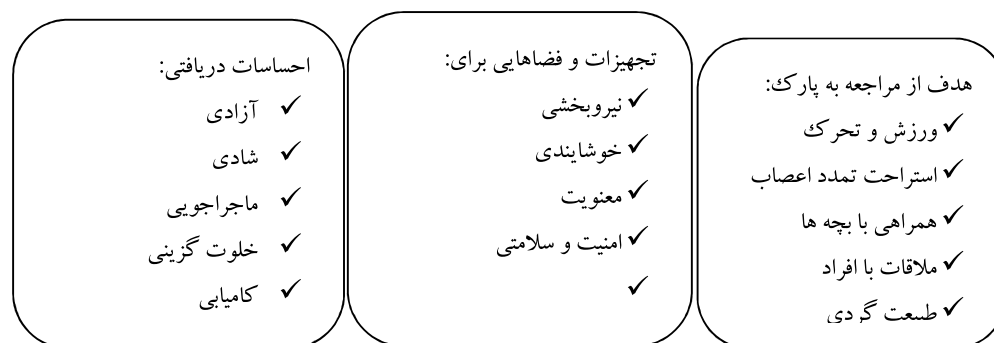 هدف از مراجعه به پارک:
ورزش و تحرک
استراحت تمدد اعصاب
همراهی با بچه ها
ملاقات با افراد
طبیعت گردی
تجهیزات و فضاهایی برای:
نیروبخشی
خوشایندی
معنویت
امنیت و سلامتی
احساسات دریافتی:
آزادی
شادی
ماجراجویی
خلوت گزینی
کامیابی